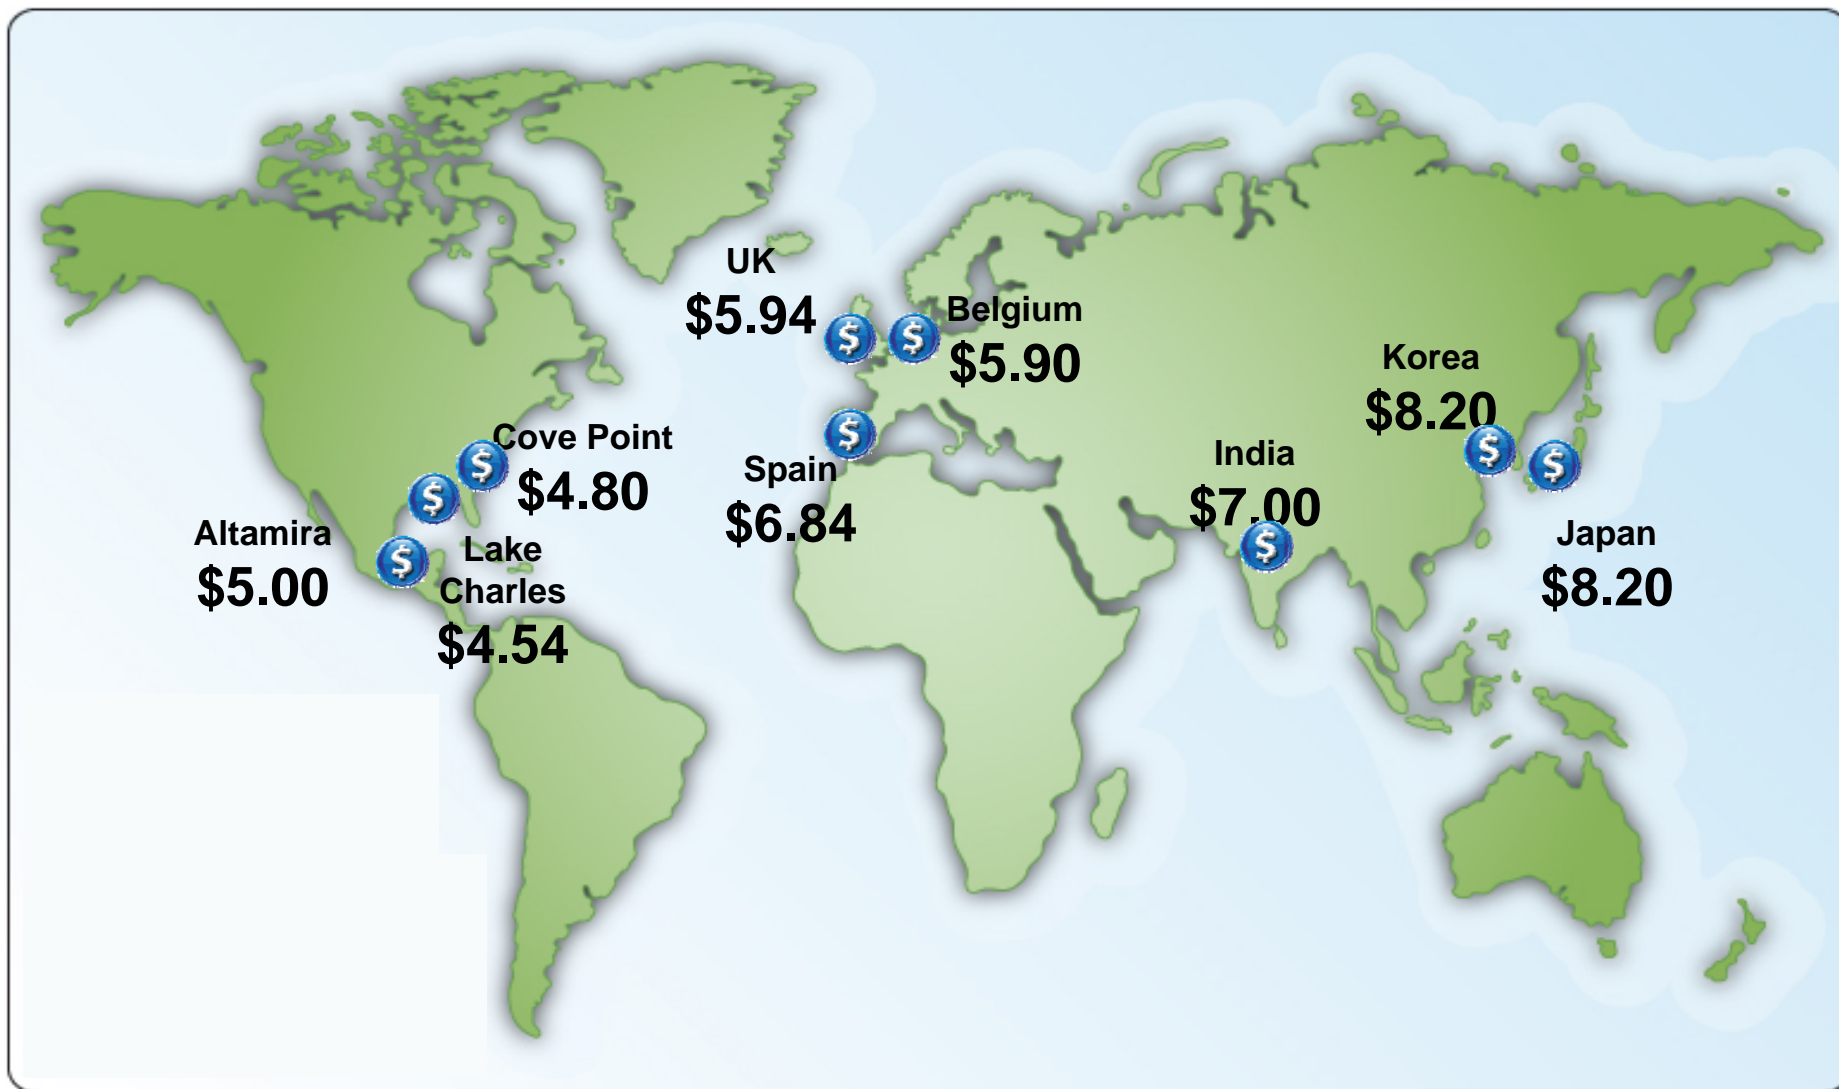 UK
$5.94
Belgium
$5.90
Korea
$8.20
Cove Point
$4.80
India
$7.00
Spain
$6.84
Altamira
$5.00
Lake
Charles
$4.54
Japan
$8.20
$
$
$
$
$
$
$
$
$